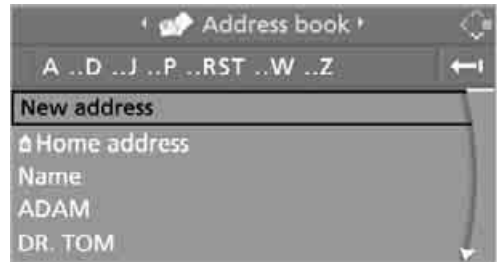 Address book
A ..D ..J ..P ..RST ..W ..Z
New address
Home address
Name
ADAM
DR. TOM